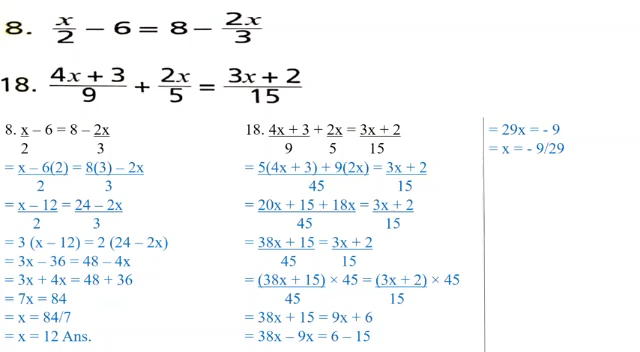 8. x/2 − 6 = 8 − 2x/3
18. 4x + 3/9 + 2x/5 = 3x + 2/15
8. x – 6 = 8 – 2x
2 3
= x – 6(2) = 8(3) – 2x
2 3
= x – 12 = 24 – 2x
2 3
= 3 (x – 12) = 2 (24 – 2x)
= 3x – 36 = 48 – 4x
= 3x + 4x = 48 + 36
= 7x = 84
= x = 84/7
= x = 12 Ans.
18. 4x + 3 + 2x = 3x + 2
9 5 15
= 5(4x + 3) + 9(2x) = 3x + 2
45 15
= 20x + 15 + 18x = 3x + 2
45 15
= 38x + 15 = 3x + 2
45 15
= (38x + 15) × 45 = (3x + 2) × 45
45 15
= 38x + 15 = 9x + 6
= 38x – 9x = 6 – 15
= 29x = - 9
= x = - 9/29